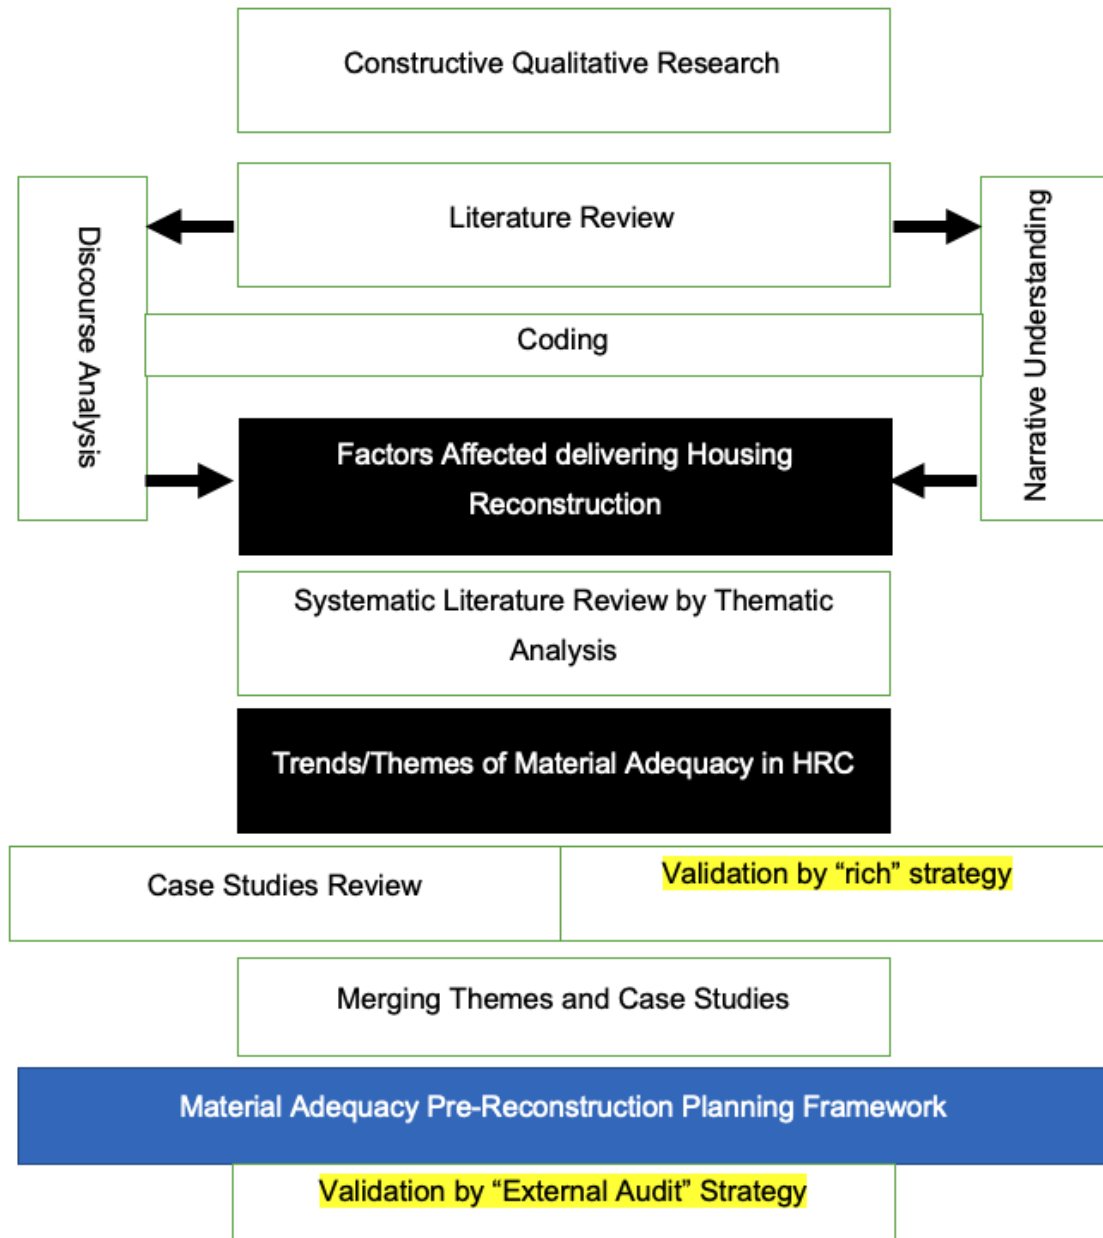 Constructive Qualitative Research
Literature Review
Discourse Analysis
Narrative Understanding
Coding
Factors Affected delivering Housing
Reconstruction
Systematic Literature Review by Thematic
Analysis
Trends/Themes of Material Adequacy in HRC
Case Studies Review
Validation by “rich” strategy
Merging Themes and Case Studies
Material Adequacy Pre-Reconstruction Planning Framework
Validation by “External Audit” Strategy